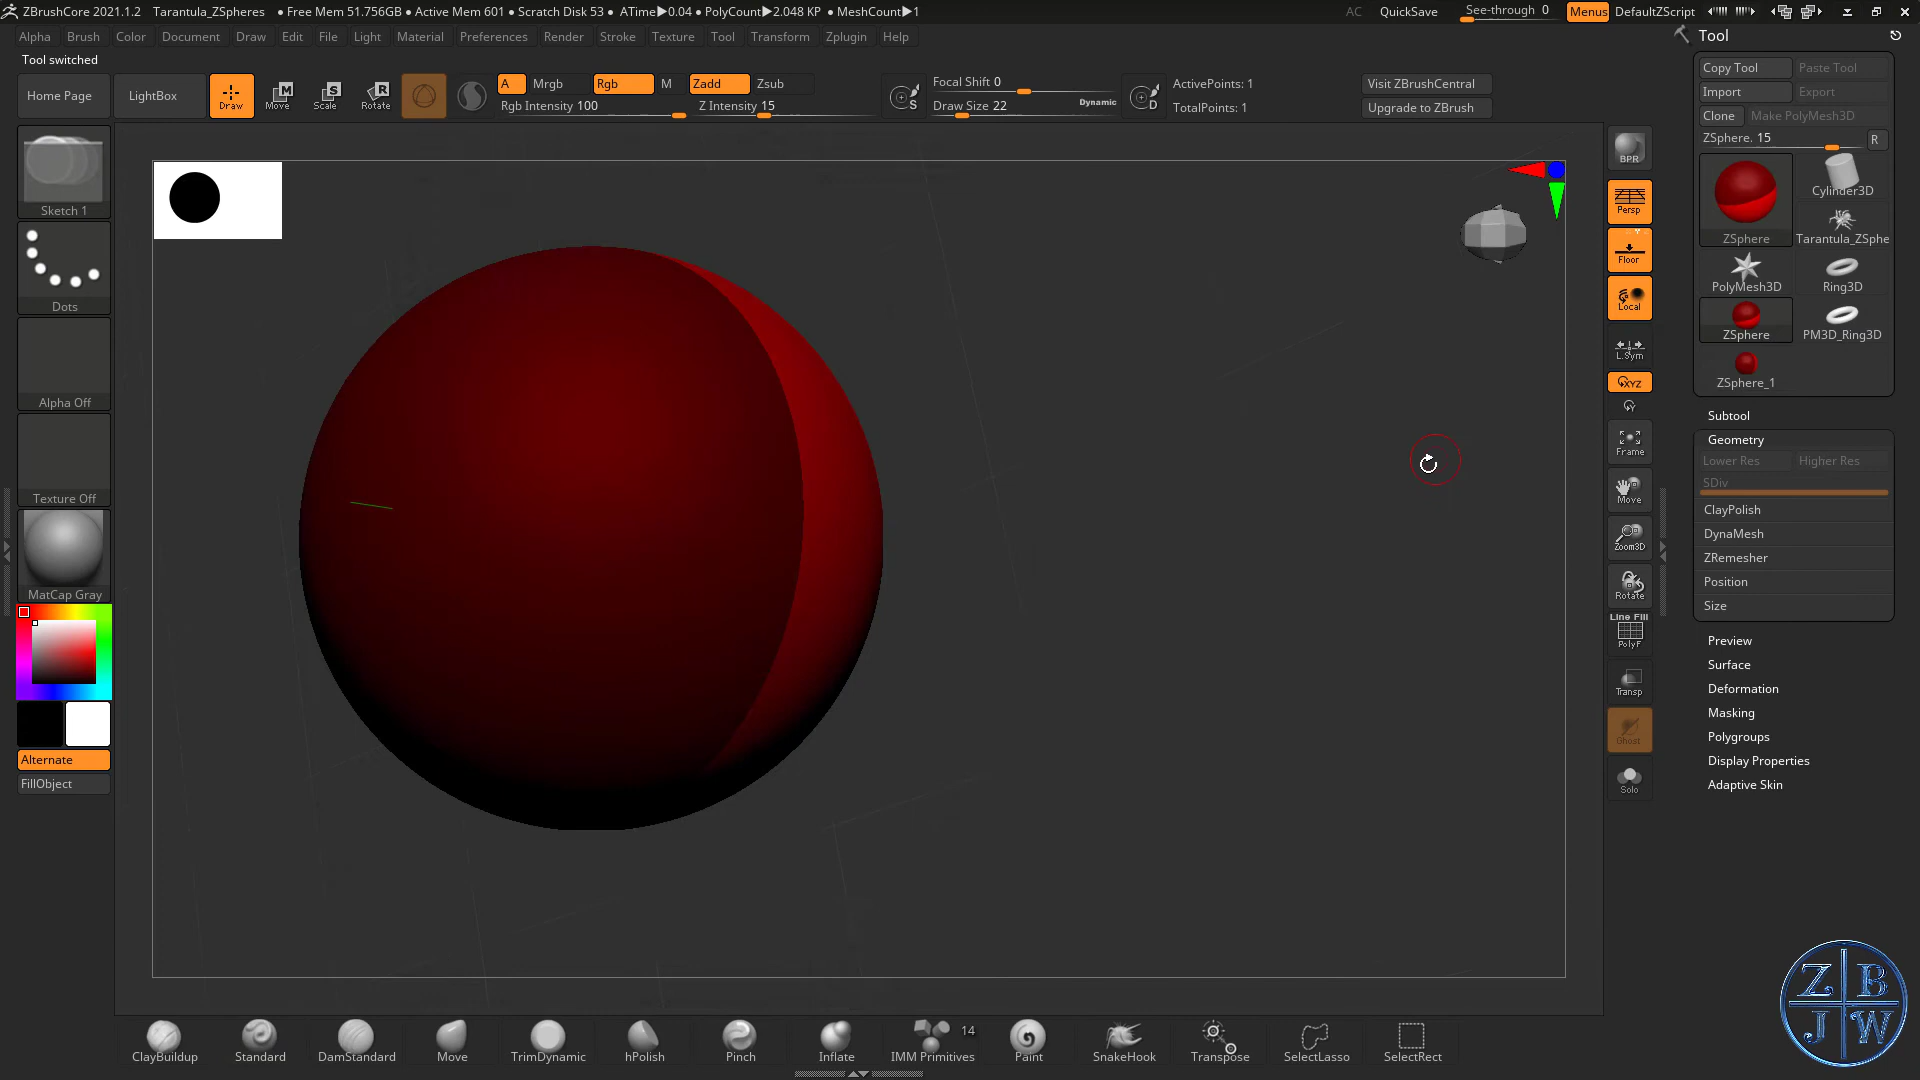 ZBrushCore 2021.1.2 Tarantula_ZSpheres • Free Mem 51.756GB • Active Mem 601 • Scratch Disk 53 • ATime▶0.04 • PolyCount▶2.048 KP • MeshCount▶1 AC QuickSave See-through 0 Menus DefaultZScript
Alpha Brush Color Document Draw Edit File Light Layer Material Preferences Render Stroke Texture Tool Transform Zplugin Help
Tool switched
Home Page LightBox Draw Move Scale Rotate
M S R
A Mrgb Rgb M Zadd Zsub
Rgb Intensity 100 Z Intensity 15
S Focal Shift 0
Draw Size 22 Dynamic D
ActivePoints: 1
TotalPoints: 1
Visit ZBrushCentral
Upgrade to ZBrush
Sketch 1
Dots
Alpha Off
Texture Off
MatCap Gray
Alternate
FillObject
BPR
Persp
Floor
Local
L.Sym
XYZ
Y
Frame
Move
Zoom3D
Rotate
Line Fill
PolyF
Transp
Ghost
Solo
Tool
Copy Tool Paste Tool
Import Export
Clone Make PolyMesh3D
ZSphere. 15 R
ZSphere Cylinder3D
Tarantula_ZSphe
PolyMesh3D Ring3D
ZSphere PM3D_Ring3D
ZSphere_1
Subtool
Geometry
Lower Res Higher Res
SDiv
ClayPolish
DynaMesh
ZRemesher
Position
Size
Preview
Surface
Deformation
Masking
Polygroups
Display Properties
Adaptive Skin
ClayBuildup Standard DamStandard Move TrimDynamic hPolish Pinch Inflate IMM Primitives 14 Paint SnakeHook Transpose SelectLasso SelectRect
Z B
J W